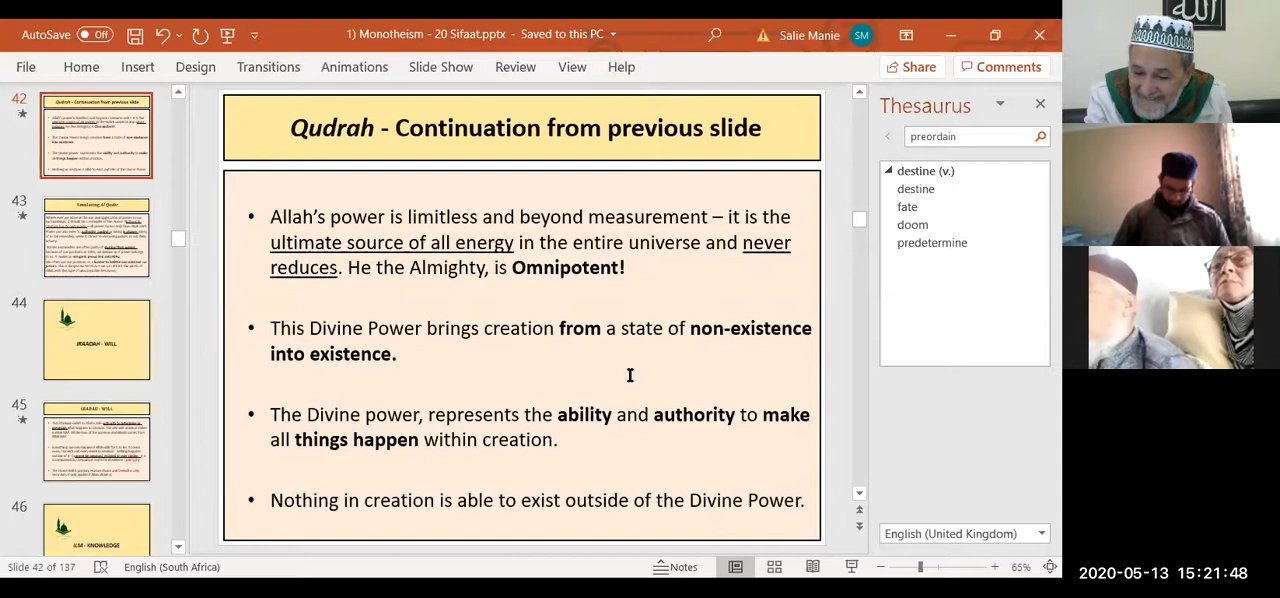 AutoSave Off
1) Monotheism - 20 Sifaat.pptx - Saved to this PC
Salie Manie SM
File Home Insert Design Transitions Animations Slide Show Review View Help Share Comments
42
Qudrah - Continuation from previous slide
43
44
IRAADAH - WILL
45
46
ILM - KNOWLEDGE
Qudrah - Continuation from previous slide
• Allah's power is limitless and beyond measurement – it is the
ultimate source of all energy in the entire universe and never
reduces. He the Almighty, is Omnipotent!
• This Divine Power brings creation from a state of non-existence
into existence.
• The Divine power, represents the ability and authority to make
all things happen within creation.
• Nothing in creation is able to exist outside of the Divine Power.
Thesaurus
preordain
destine (v.)
destine
fate
doom
predetermine
English (United Kingdom)
Slide 42 of 137 English (South Africa) Notes 65%
الله
2020-05-13 15:21:48